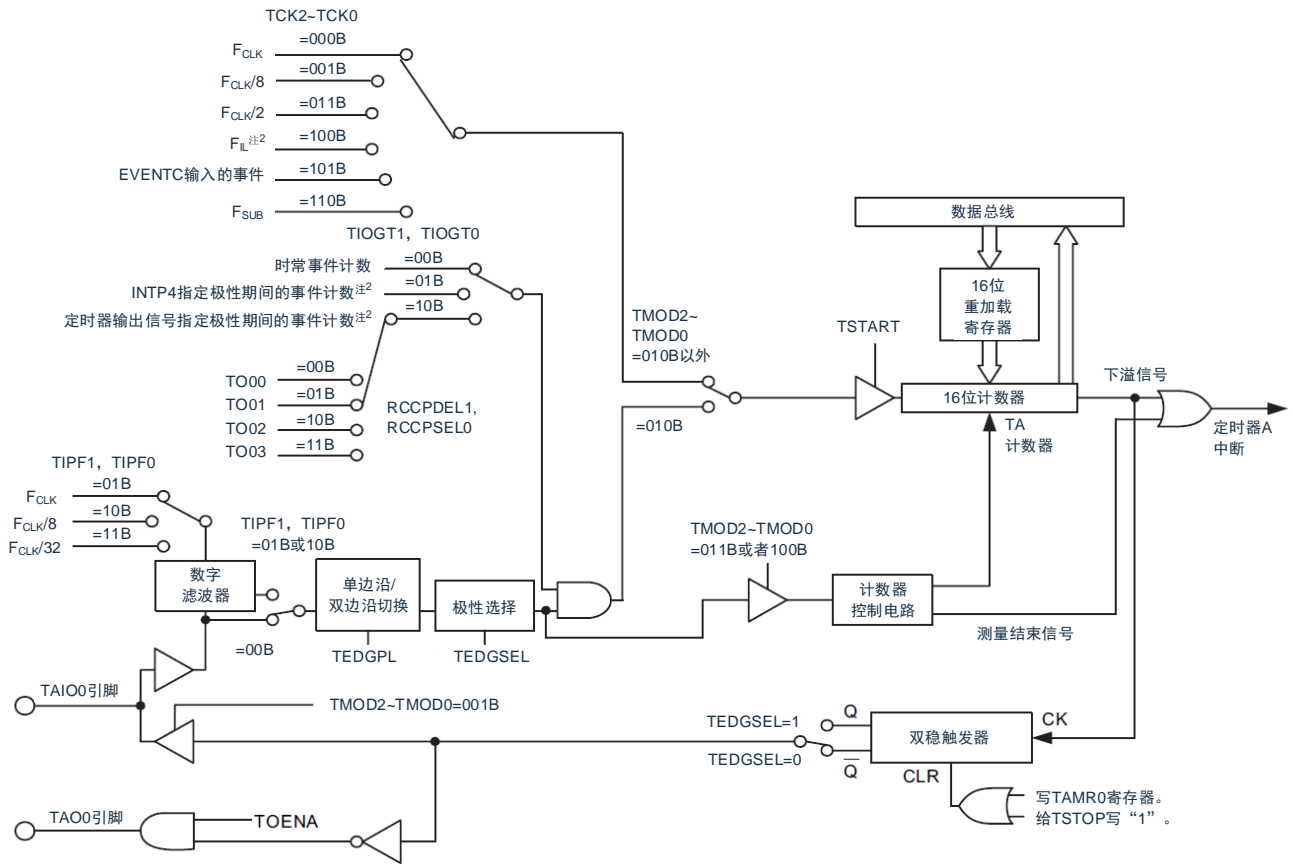 TCK2~TCK0
F_CLK =000B
F_CLK/8 =001B
F_CLK/2 =011B
F_IL注2 =100B
EVENTC输入的事件 =101B
F_SUB =110B
TIOGT1，TIOGT0
时常事件计数 =00B
INTP4指定极性期间的事件计数注2 =01B
定时器输出信号指定极性期间的事件计数注2 =10B
TO00 =00B
TO01 =01B
TO02 =10B
TO03 =11B
RCCPDEL1,
RCCPSEL0
TIPF1，TIPF0
F_CLK =01B
F_CLK/8 =10B
F_CLK/32 =11B
数字
滤波器
TIPF1，TIPF0
=01B或10B
=00B
单边沿/
双边沿切换
TEDGPL
极性选择
TEDGSEL
TMOD2~
TMOD0
=010B以外
=010B
TSTART
数据总线
16位
重加载
寄存器
16位计数器
TA
计数器
下溢信号
定时器A
中断
TMOD2~TMOD0
=011B或者100B
计数器
控制电路
测量结束信号
TAIO0引脚
TMOD2~TMOD0=001B
TEDGSEL=1
TEDGSEL=0
Q
Q̅
双稳触发器
CK
CLR
写TAMR0寄存器。
给TSTOP写“1”。
TAO0引脚
TOENA